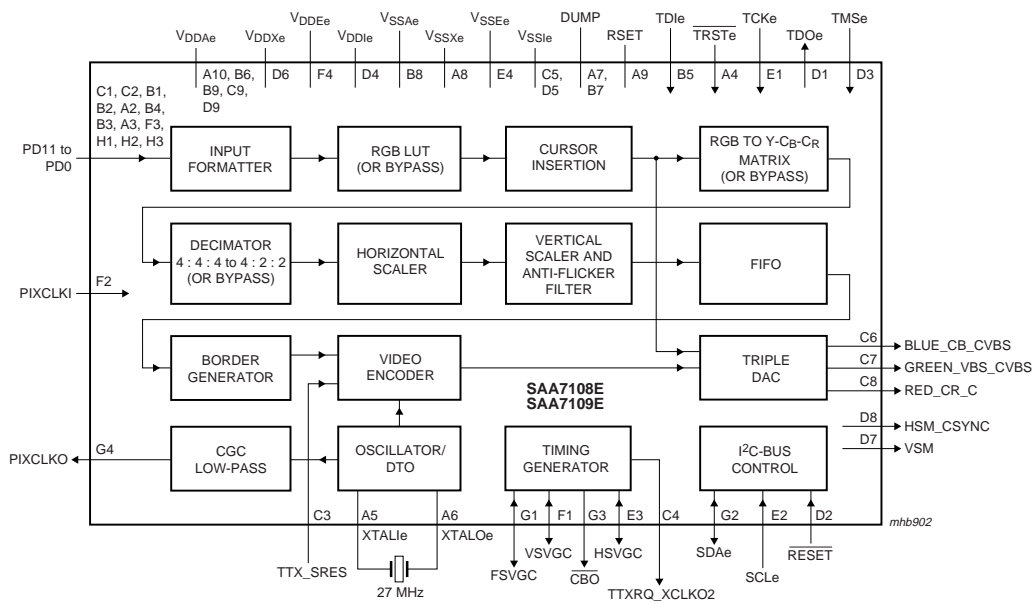 VDDEe VSSAe VSSEe DUMP TDIe TCKe TMSe
VDDAe VDDXe VDDIe VSSXe VSSIe RSET TRSTe TDOe
A10, B6,
B9, C9,
D9
D6 F4 D4 B8 A8 E4
C5,
D5
A7,
B7
A9 B5 A4 E1 D1 D3
C1, C2, B1,
B2, A2, B4,
B3, A3, F3,
H1, H2, H3
PD11 to
PD0
INPUT
FORMATTER
RGB LUT
(OR BYPASS)
CURSOR
INSERTION
RGB TO Y-CB-CR
MATRIX
(OR BYPASS)
DECIMATOR
4 : 4 : 4 to 4 : 2 : 2
(OR BYPASS)
HORIZONTAL
SCALER
VERTICAL
SCALER AND
ANTI-FLICKER
FILTER
FIFO
F2
PIXCLKI
BORDER
GENERATOR
VIDEO
ENCODER
TRIPLE
DAC
C6
BLUE_CB_CVBS
C7
GREEN_VBS_CVBS
C8
RED_CR_C
SAA7108E
SAA7109E
D8
HSM_CSYNC
D7
VSM
PIXCLKO
G4
CGC
LOW-PASS
OSCILLATOR/
DTO
TIMING
GENERATOR
I2C-BUS
CONTROL
C3 A5 A6 G1 F1 G3 E3 C4 G2 E2 D2
mhb902
XTALIe XTALOe
VSVGC HSVGC
SDAe RESET
TTX_SRES
FSVGC CBO
SCLe
27 MHz
TTXRQ_XCLKO2